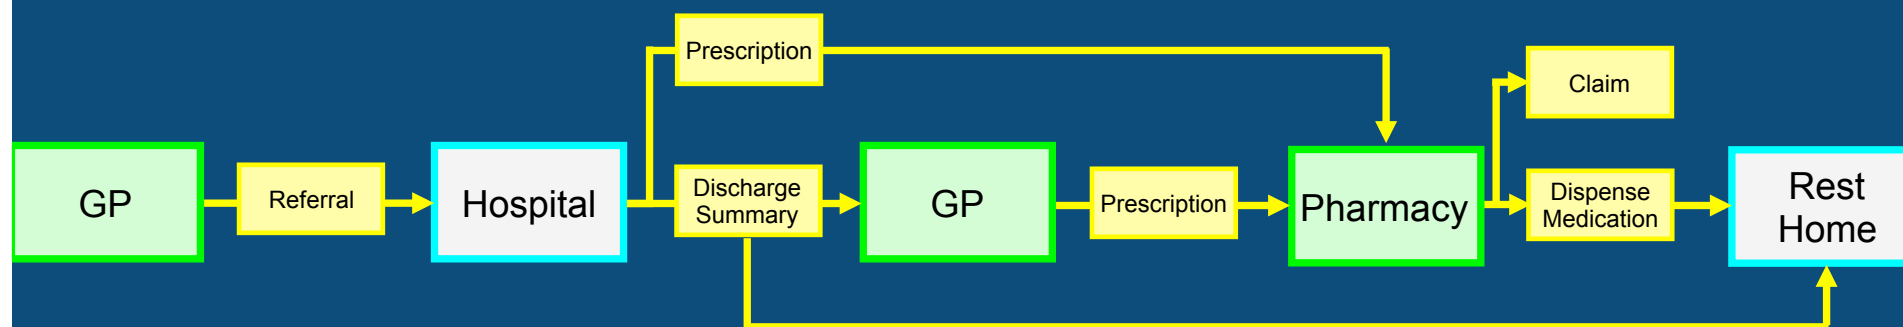 Prescription
Claim
GP
Referral
Hospital
Discharge
Summary
GP
Prescription
Pharmacy
Dispense
Medication
Rest
Home